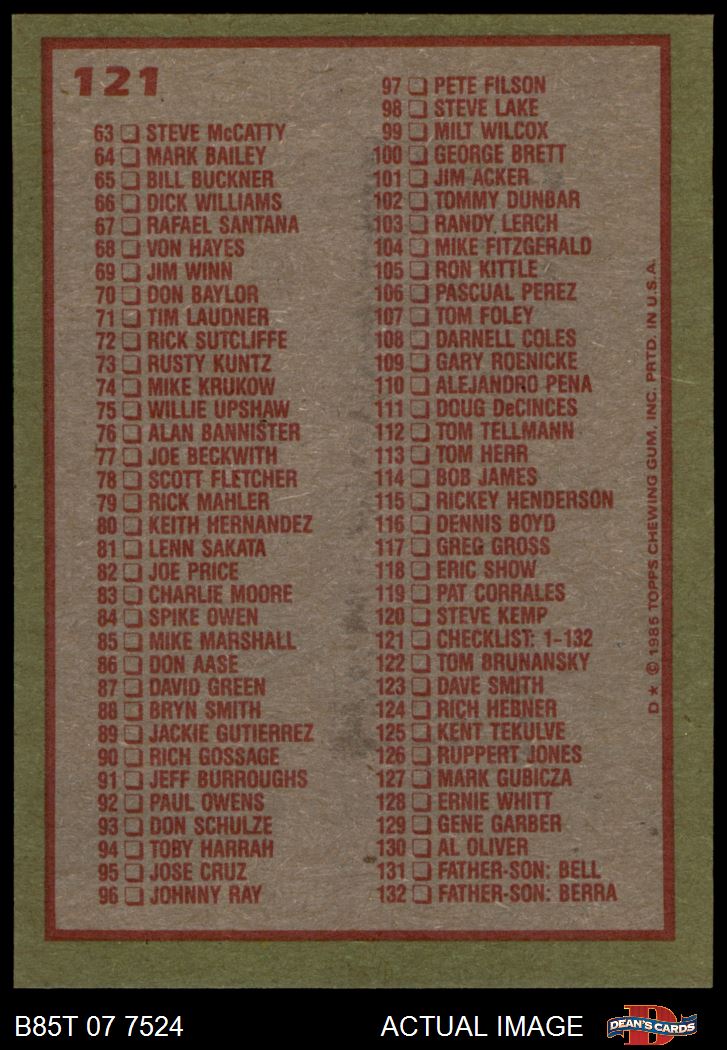 121
63 STEVE McCATTY
64 MARK BAILEY
65 BILL BUCKNER
66 DICK WILLIAMS
67 RAFAEL SANTANA
68 VON HAYES
69 JIM WINN
70 DON BAYLOR
71 TIM LAUDNER
72 RICK SUTCLIFFE
73 RUSTY KUNTZ
74 MIKE KRUKOW
75 WILLIE UPSHAW
76 ALAN BANNISTER
77 JOE BECKWITH
78 SCOTT FLETCHER
79 RICK MAHLER
80 KEITH HERNANDEZ
81 LENN SAKATA
82 JOE PRICE
83 CHARLIE MOORE
84 SPIKE OWEN
85 MIKE MARSHALL
86 DON AASE
87 DAVID GREEN
88 BRYN SMITH
89 JACKIE GUTIERREZ
90 RICH GOSSAGE
91 JEFF BURROUGHS
92 PAUL OWENS
93 DON SCHULZE
94 TOBY HARRAH
95 JOSE CRUZ
96 JOHNNY RAY
97 PETE FILSON
98 STEVE LAKE
99 MILT WILCOX
100 GEORGE BRETT
101 JIM ACKER
102 TOMMY DUNBAR
103 RANDY LERCH
104 MIKE FITZGERALD
105 RON KITTLE
106 PASCUAL PEREZ
107 TOM FOLEY
108 DARNELL COLES
109 GARY ROENICKE
110 ALEJANDRO PENA
111 DOUG DeCINCES
112 TOM TELLMANN
113 TOM HERR
114 BOB JAMES
115 RICKEY HENDERSON
116 DENNIS BOYD
117 GREG GROSS
118 ERIC SHOW
119 PAT CORRALES
120 STEVE KEMP
121 CHECKLIST: 1-132
122 TOM BRUNANSKY
123 DAVE SMITH
124 RICH HEBNER
125 KENT TEKULVE
126 RUPPERT JONES
127 MARK GUBICZA
128 ERNIE WHITT
129 GENE GARBER
130 AL OLIVER
131 FATHER-SON: BELL
132 FATHER-SON: BERRA
D★ ©1985 TOPPS CHEWING GUM, INC. PRTD. IN U.S.A.
B85T 07 7524
ACTUAL IMAGE
DEAN'S CARDS